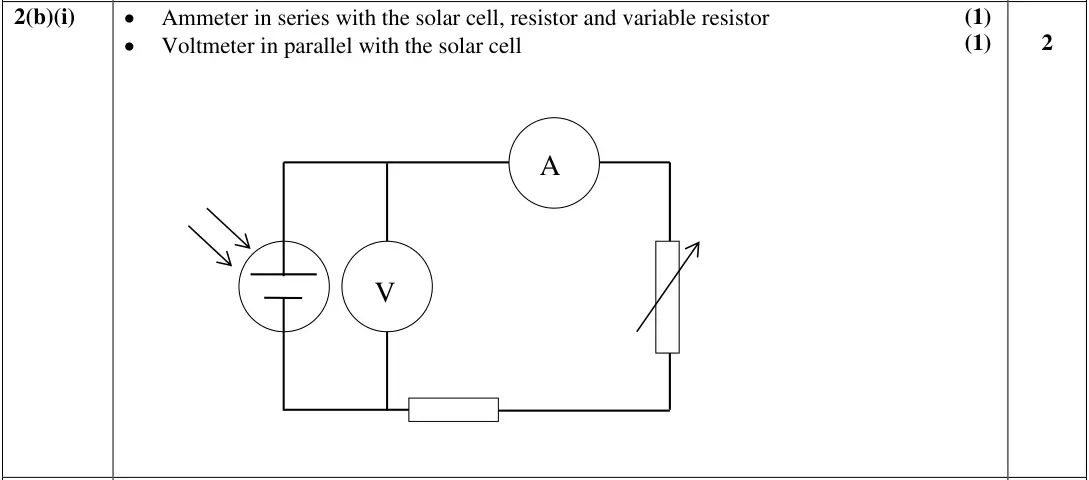 2(b)(i)
• Ammeter in series with the solar cell, resistor and variable resistor (1)
• Voltmeter in parallel with the solar cell (1) 2
A
V